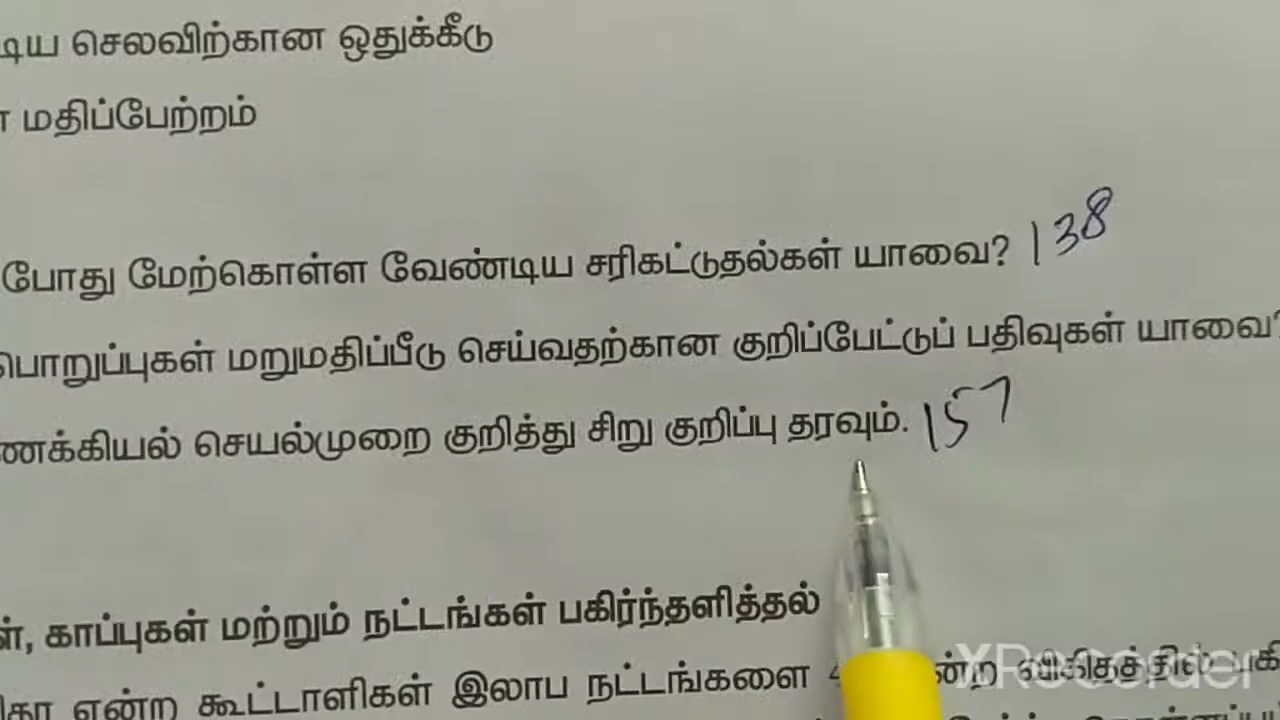 டிய செலவிற்கான ஒதுக்கீடு
மதிப்பேற்றம்
போது மேற்கொள்ள வேண்டிய சரிகட்டுதல்கள் யாவை? 138
பொறுப்புகள் மறுமதிப்பீடு செய்வதற்கான குறிப்பேட்டுப் பதிவுகள் யாவை?
ணக்கியல் செயல்முறை குறித்து சிறு குறிப்பு தரவும். 157
காப்புகள் மற்றும் நட்டங்கள் பகிர்ந்தளித்தல்
என்ற கூட்டாளிகள் இலாப நட்டங்களை விகிதத்தில்
XRecorder